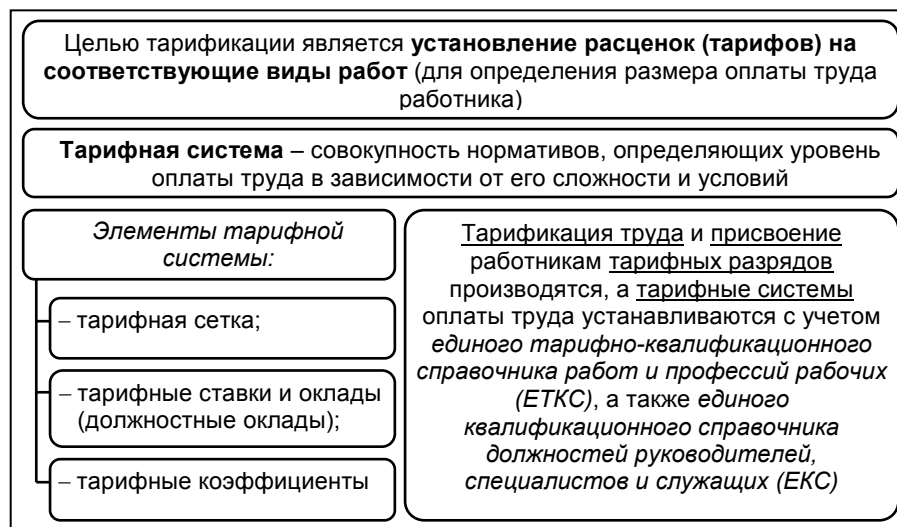 Целью тарификации является установление расценок (тарифов) на
соответствующие виды работ (для определения размера оплаты труда
работника)
Тарифная система – совокупность нормативов, определяющих уровень
оплаты труда в зависимости от его сложности и условий
Элементы тарифной
системы:
– тарифная сетка;
– тарифные ставки и оклады
(должностные оклады);
– тарифные коэффициенты
Тарификация труда и присвоение
работникам тарифных разрядов
производятся, а тарифные системы
оплаты труда устанавливаются с учетом
единого тарифно-квалификационного
справочника работ и профессий рабочих
(ЕТКС), а также единого
квалификационного справочника
должностей руководителей,
специалистов и служащих (ЕКС)